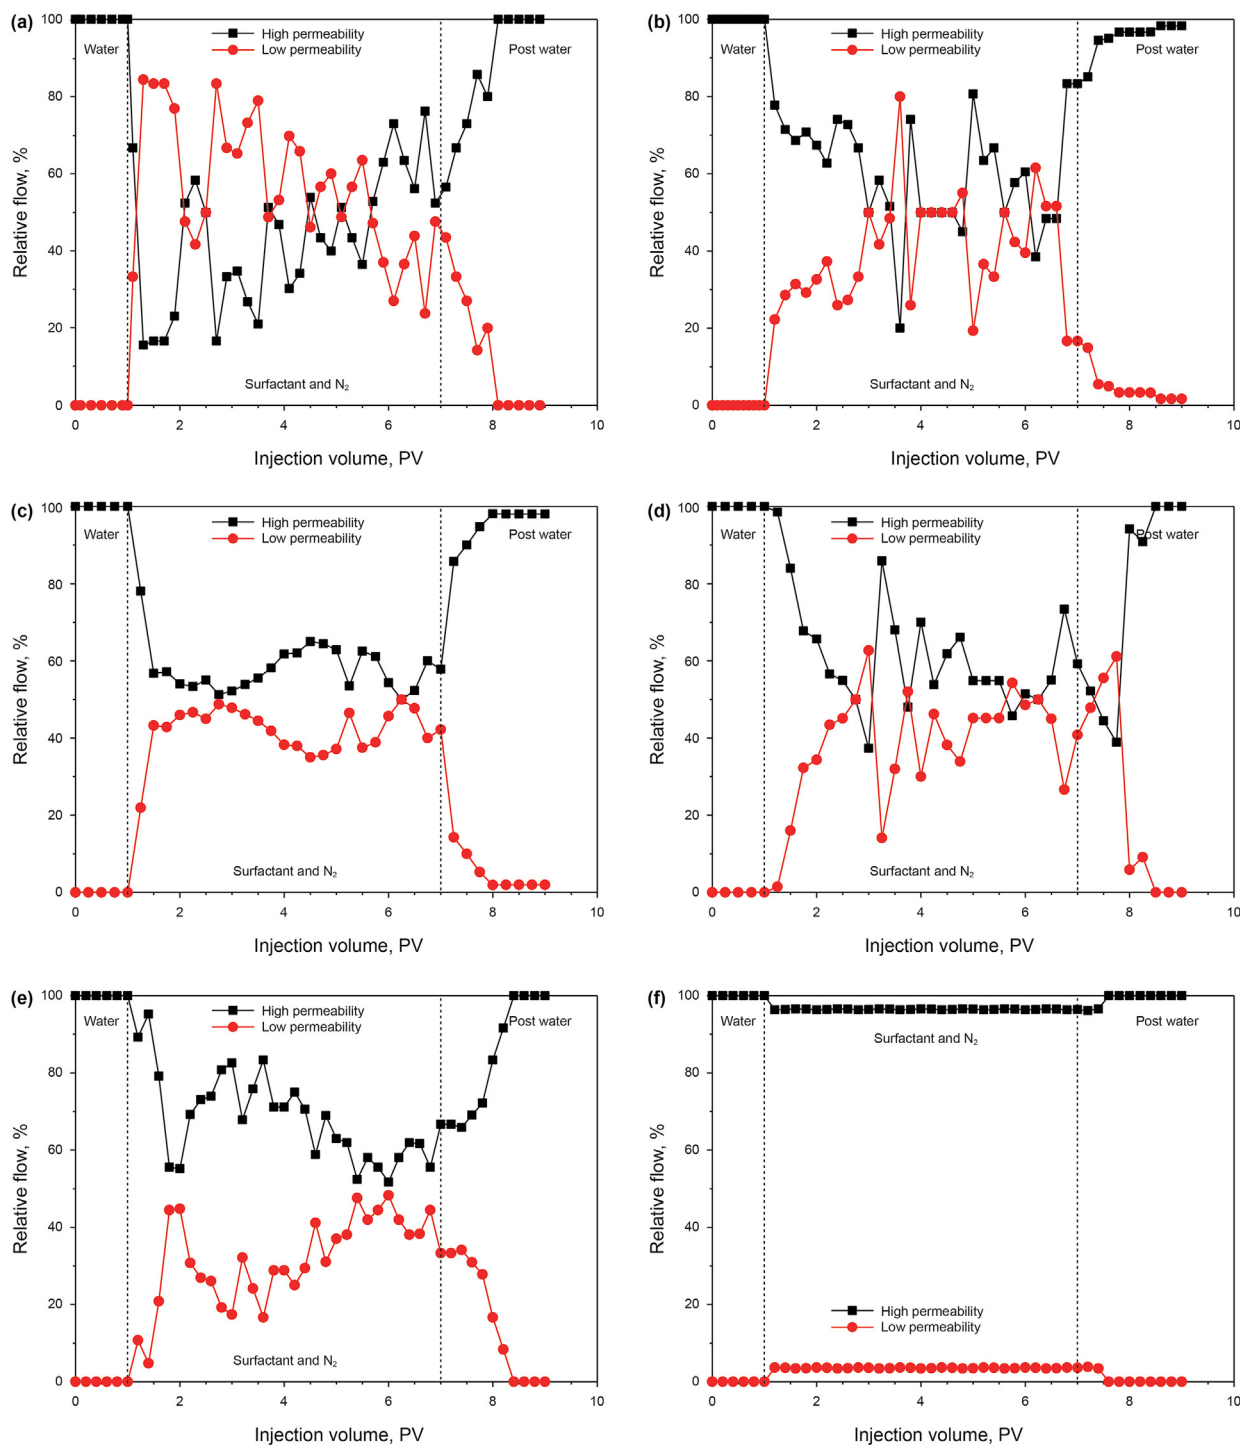 (a)
100
80
60
40
20
0
Relative flow, %
Water
High permeability
Low permeability
Post water
Surfactant and N₂
0 2 4 6 8 10
Injection volume, PV
(b)
100
80
60
40
20
0
Relative flow, %
Water
High permeability
Low permeability
Post water
Surfactant and N₂
0 2 4 6 8 10
Injection volume, PV
(c)
100
80
60
40
20
0
Relative flow, %
Water
High permeability
Low permeability
Post water
Surfactant and N₂
0 2 4 6 8 10
Injection volume, PV
(d)
100
80
60
40
20
0
Relative flow, %
Water
High permeability
Low permeability
Post water
Surfactant and N₂
0 2 4 6 8 10
Injection volume, PV
(e)
100
80
60
40
20
0
Relative flow, %
Water
High permeability
Low permeability
Post water
Surfactant and N₂
0 2 4 6 8 10
Injection volume, PV
(f)
100
80
60
40
20
0
Relative flow, %
Water
Post water
Surfactant and N₂
High permeability
Low permeability
0 2 4 6 8 10
Injection volume, PV